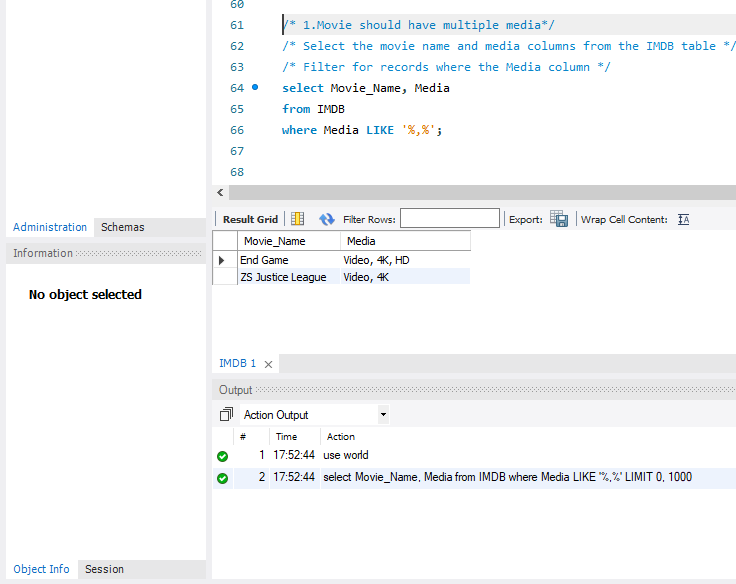 60
61 /* 1.Movie should have multiple media*/
62 /* Select the movie name and media columns from the IMDB table */
63 /* Filter for records where the Media column */
64 select Movie_Name, Media
65 from IMDB
66 where Media LIKE '%,%';
67
68
Result Grid Filter Rows: Export: Wrap Cell Content:
Movie_Name Media
End Game Video, 4K, HD
ZS Justice League Video, 4K
Administration Schemas
Information
No object selected
IMDB 1
Output
Action Output
# Time Action
1 17:52:44 use world
2 17:52:44 select Movie_Name, Media from IMDB where Media LIKE '%,%' LIMIT 0, 1000
Object Info Session